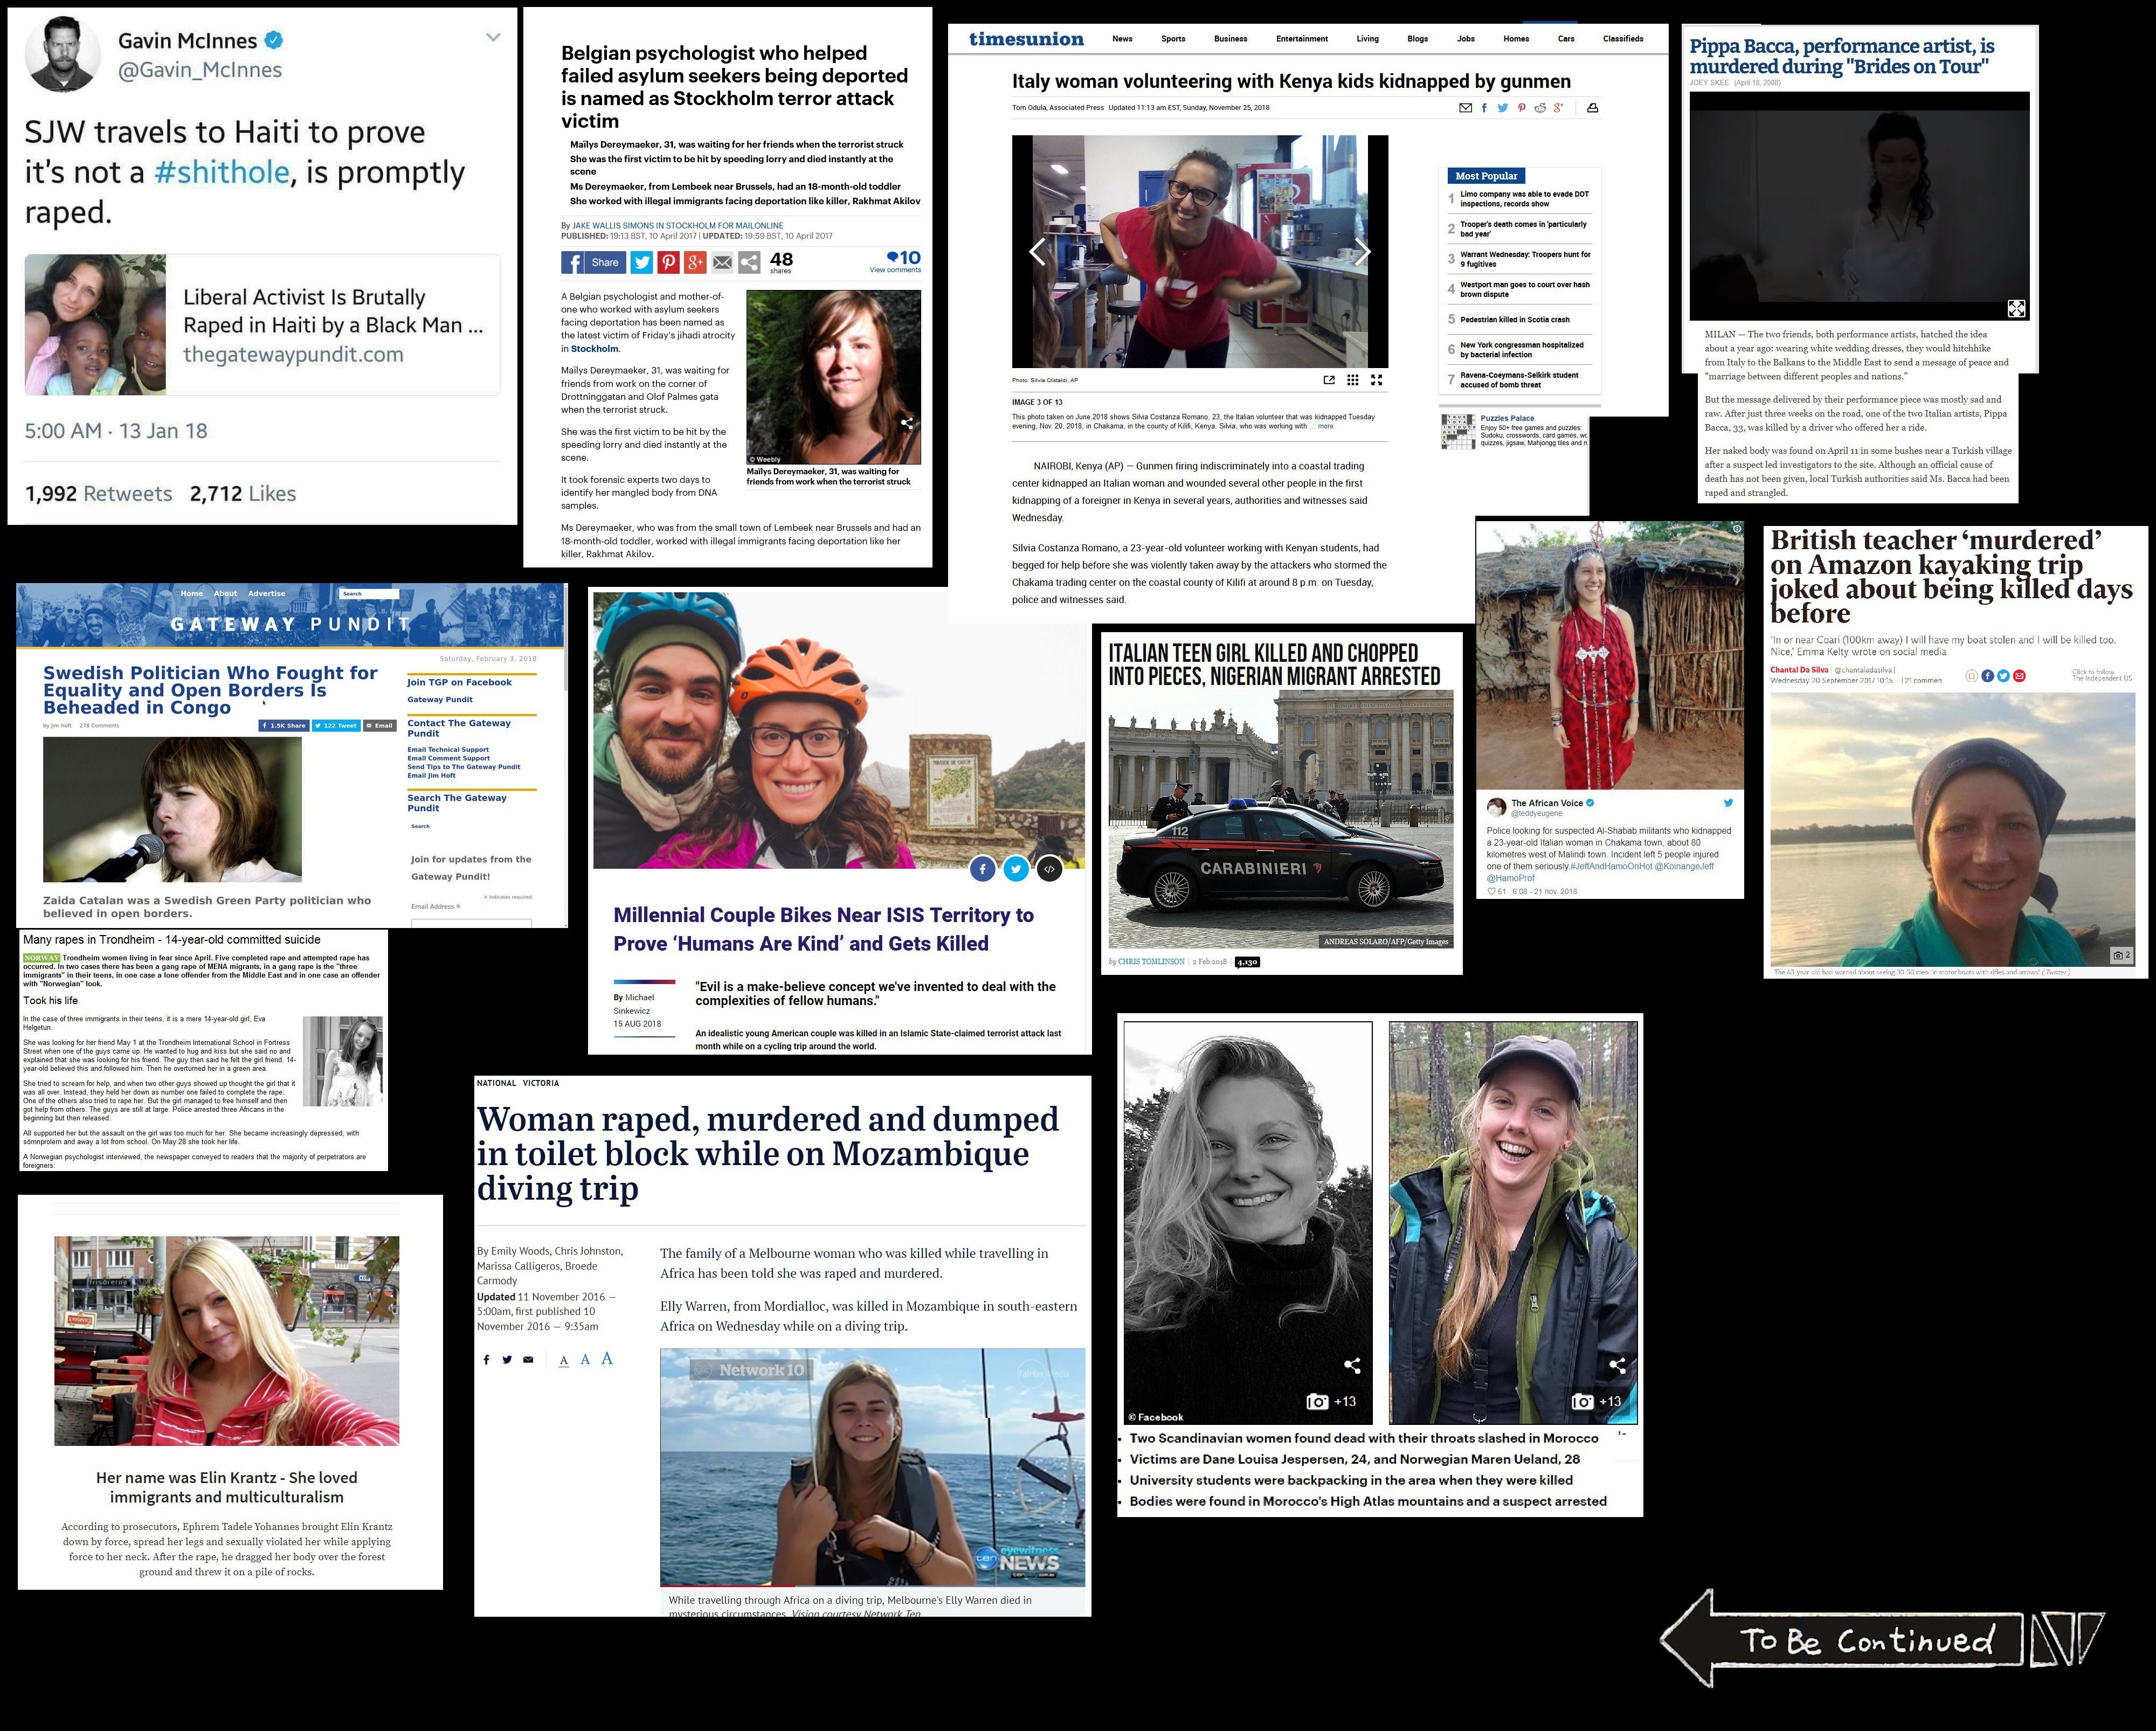 Gavin McInnes
@Gavin_McInnes
SJW travels to Haiti to prove
it's not a #shithole, is promptly
raped.
Liberal Activist Is Brutally
Raped in Haiti by a Black Man ...
thegatewaypundit.com
5:00 AM · 13 Jan 18
1,992 Retweets 2,712 Likes
Belgian psychologist who helped
failed asylum seekers being deported
is named as Stockholm terror attack
victim
Maïlys Dereymaeker, 31, was waiting for her friends when the terrorist struck
She was the first victim to be hit by speeding lorry and died instantly at the
scene
Ms Dereymaeker, from Lembeek near Brussels, had an 18-month-old toddler
She worked with illegal immigrants facing deportation like killer, Rakhmat Akilov
By JAKE WALLIS SIMONS IN STOCKHOLM FOR MAILONLINE
PUBLISHED: 19:13 BST, 10 April 2017 | UPDATED: 19:59 BST, 10 April 2017
Share
48
shares
10
View comments
A Belgian psychologist and mother-of-
one who worked with asylum seekers
facing deportation has been named as
the latest victim of Friday's jihadi atrocity
in Stockholm.
Maïlys Dereymaeker, 31, was waiting for
friends from work on the corner of
Drottninggatan and Olof Palmes gata
when the terrorist struck.
She was the first victim to be hit by the
speeding lorry and died instantly at the
scene.
It took forensic experts two days to
identify her mangled body from DNA
samples.
© Weebly
Maïlys Dereymaeker, 31, was waiting for
friends from work when the terrorist struck
Ms Dereymaeker, who was from the small town of Lembeek near Brussels and had an
18-month-old toddler, worked with illegal immigrants facing deportation like her
killer, Rakhmat Akilov.
timesunion
News Sports Business Entertainment Living Blogs Jobs Homes Cars Classifieds
Italy woman volunteering with Kenya kids kidnapped by gunmen
Tom Odula, Associated Press Updated 11:13 am EST, Sunday, November 25, 2018
Photo: Silvia Cristaldi, AP
IMAGE 3 OF 13
This photo taken on June 2018 shows Silvia Costanza Romano, 23, the Italian volunteer that was kidnapped Tuesday
evening, Nov. 20, 2018, in Chakama, in the county of Kilifi, Kenya. Silvia, who was working with ... more
NAIROBI, Kenya (AP) — Gunmen firing indiscriminately into a coastal trading
center kidnapped an Italian woman and wounded several other people in the first
kidnapping of a foreigner in Kenya in several years, authorities and witnesses said
Wednesday.
Silvia Costanza Romano, a 23-year-old volunteer working with Kenyan students, had
begged for help before she was violently taken away by the attackers who stormed the
Chakama trading center on the coastal county of Kilifi at around 8 p.m. on Tuesday,
police and witnesses said.
Most Popular
1 Limo company was able to evade DOT
inspections, records show
2 Trooper's death comes in 'particularly
bad year'
3 Warrant Wednesday: Troopers hunt for
9 fugitives
4 Westport man goes to court over hash
brown dispute
5 Pedestrian killed in Scotia crash
6 New York congressman hospitalized
by bacterial infection
7 Ravena-Coeymans-Selkirk student
accused of bomb threat
Puzzles Palace
Enjoy 50+ free games and puzzles:
Sudoku, crosswords, card games,
quizzes, jigsaw, Mahjongg tiles and
Pippa Bacca, performance artist, is
murdered during "Brides on Tour"
JOEY SKEE (April 18, 2008)
MILAN — The two friends, both performance artists, hatched the idea
about a year ago: wearing white wedding dresses, they would hitchhike
from Italy to the Balkans to the Middle East to send a message of peace and
"marriage between different peoples and nations."
But the message delivered by their performance piece was mostly sad and
raw. After just three weeks on the road, one of the two Italian artists, Pippa
Bacca, 33, was killed by a driver who offered her a ride.
Her naked body was found on April 11 in some bushes near a Turkish village
after a suspect led investigators to the site. Although an official cause of
death has not been given, local Turkish authorities said Ms. Bacca had been
raped and strangled.
Home About Advertise
Search
GATEWAY PUNDIT
Saturday, February 3, 2018
Swedish Politician Who Fought for
Equality and Open Borders Is
Beheaded in Congo
by Jim Hoft 278 Comments
1.5K Share 122 Tweet Email
Zaida Catalan was a Swedish Green Party politician who
believed in open borders.
Join TGP on Facebook
Gateway Pundit
Contact The Gateway
Pundit
Email Technical Support
Email Comment Support
Send Tips to The Gateway Pundit
Email Jim Hoft
Search The Gateway
Pundit
Search
Join for updates from the
Gateway Pundit!
* indicates required
Email Address *
Millennial Couple Bikes Near ISIS Territory to
Prove 'Humans Are Kind' and Gets Killed
By Michael
Sinkewicz
15 AUG 2018
"Evil is a make-believe concept we've invented to deal with the
complexities of fellow humans."
An idealistic young American couple was killed in an Islamic State-claimed terrorist attack last
month while on a cycling trip around the world.
ITALIAN TEEN GIRL KILLED AND CHOPPED
INTO PIECES, NIGERIAN MIGRANT ARRESTED
112
CARABINIERI
ANDREAS SOLARO/AFP/Getty Images
by CHRIS TOMLINSON 2 Feb 2018 4,130
The African Voice
@teddyeugene
Police looking for suspected Al-Shabab militants who kidnapped
a 23-year-old Italian woman in Chakama town, about 80
kilometres west of Malindi town. Incident left 5 people injured
one of them seriously.#JeffAndHamoOnHot @KoinangeJeff
@HamoProf
61 6:08 - 21 nov. 2018
British teacher 'murdered'
on Amazon kayaking trip
joked about being killed days
before
'In or near Coari (100km away) I will have my boat stolen and I will be killed too.
Nice,' Emma Kelty wrote on social media
Chantal Da Silva | @chantaladasilva |
Wednesday 20 September 2017 10:15 | 21 commen
Click to follow
The Independent US
2
The 43-year-old had warned about seeing 30-50 men 'in motor boats with rifles and arrows' (Twitter)
Many rapes in Trondheim - 14-year-old committed suicide
NORWAY Trondheim women living in fear since April. Five completed rape and attempted rape has
occurred. In two cases there has been a gang rape of MENA migrants, in a gang rape is the "three
immigrants" in their teens, in one case a lone offender from the Middle East and in one case an offender
with "Norwegian" look.
Took his life
In the case of three immigrants in their teens, it is a mere 14-year-old girl, Eva
Helgetun.
She was looking for her friend May 1 at the Trondheim International School in Fortress
Street when one of the guys came up. He wanted to hug and kiss but she said no and
explained that she was looking for his friend. The guy then said he felt the girl friend. 14-
year-old believed this and followed him. Then he overturned her in a green area.
She tried to scream for help, and when two other guys showed up thought the girl that it
was all over. Instead, they held her down as number one failed to complete the rape.
One of the others also tried to rape her. But the girl managed to free himself and then
got help from others. The guys are still at large. Police arrested three Africans in the
beginning but then released.
All supported her but the assault on the girl was too much for her. She became increasingly depressed, with
sömnproblem and away a lot from school. On May 28 she took her life.
A Norwegian psychologist interviewed, the newspaper conveyed to readers that the majority of perpetrators are
foreigners:
Her name was Elin Krantz - She loved
immigrants and multiculturalism
According to prosecutors, Ephrem Tadele Yohannes brought Elin Krantz
down by force, spread her legs and sexually violated her while applying
force to her neck. After the rape, he dragged her body over the forest
ground and threw it on a pile of rocks.
NATIONAL VICTORIA
Woman raped, murdered and dumped
in toilet block while on Mozambique
diving trip
By Emily Woods, Chris Johnston,
Marissa Calligeros, Broede
Carmody
Updated 11 November 2016 —
5:00am, first published 10
November 2016 — 9:35am
A A A
The family of a Melbourne woman who was killed while travelling in
Africa has been told she was raped and murdered.
Elly Warren, from Mordialloc, was killed in Mozambique in south-eastern
Africa on Wednesday while on a diving trip.
Network 10
ten eyewitness
NEWS
While travelling through Africa on a diving trip, Melbourne's Elly Warren died in
mysterious circumstances. Vision courtesy Network Ten.
© Facebook
+13
+13
Two Scandinavian women found dead with their throats slashed in Morocco
Victims are Dane Louisa Jespersen, 24, and Norwegian Maren Ueland, 28
University students were backpacking in the area when they were killed
Bodies were found in Morocco's High Atlas mountains and a suspect arrested
To Be Continued